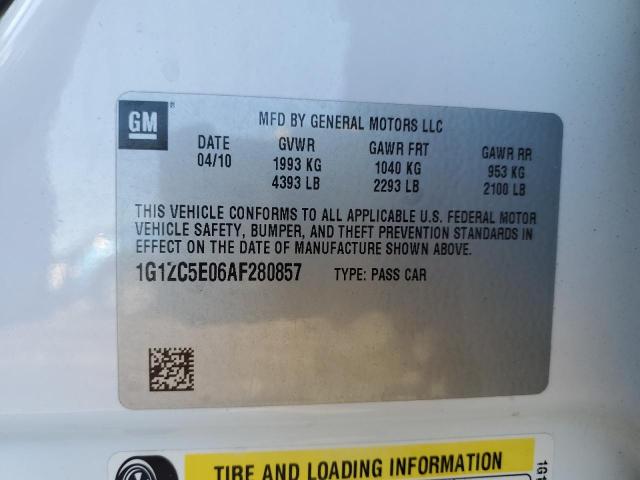 GM
MFD BY GENERAL MOTORS LLC
DATE GVWR GAWR FRT GAWR RR
04/10 1993 KG 1040 KG 953 KG
4393 LB 2293 LB 2100 LB
THIS VEHICLE CONFORMS TO ALL APPLICABLE U.S. FEDERAL MOTOR
VEHICLE SAFETY, BUMPER, AND THEFT PREVENTION STANDARDS IN
EFFECT ON THE DATE OF MANUFACTURE SHOWN ABOVE.
1G1ZC5E06AF280857 TYPE: PASS CAR
TIRE AND LOADING INFORMATION
1G1